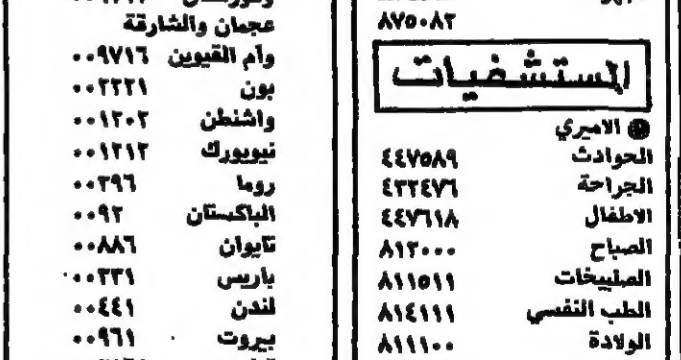 ٨٧٥٠٨٢
المستشفيات
الاميري
الحوادث ٤٤٧٥٨٩
الجراحة ٤٣٢٤٧٦
الاطفال ٤٤٧٦١٨
الصباح ٨١٢٠٠٠
الصليبخات ٨١١٥١١
الطب النفسي ٨١٤١١١
الولادة ٨١١١٠٠
عجمان والشارقة
وأم القيوين ٠٠٩٧١٦
بون ٠٠٢٢٢١
واشنطن ٠٠١٢٠٢
نيويورك ٠٠١٢١٢
روما ٠٠٣٩٦
الباكستان ٠٠٩٢
تايوان ٠٠٨٨٦
باريس ٠٠٣٣١
لندن ٠٠٤٤١
بيروت ٠٠٩٦١